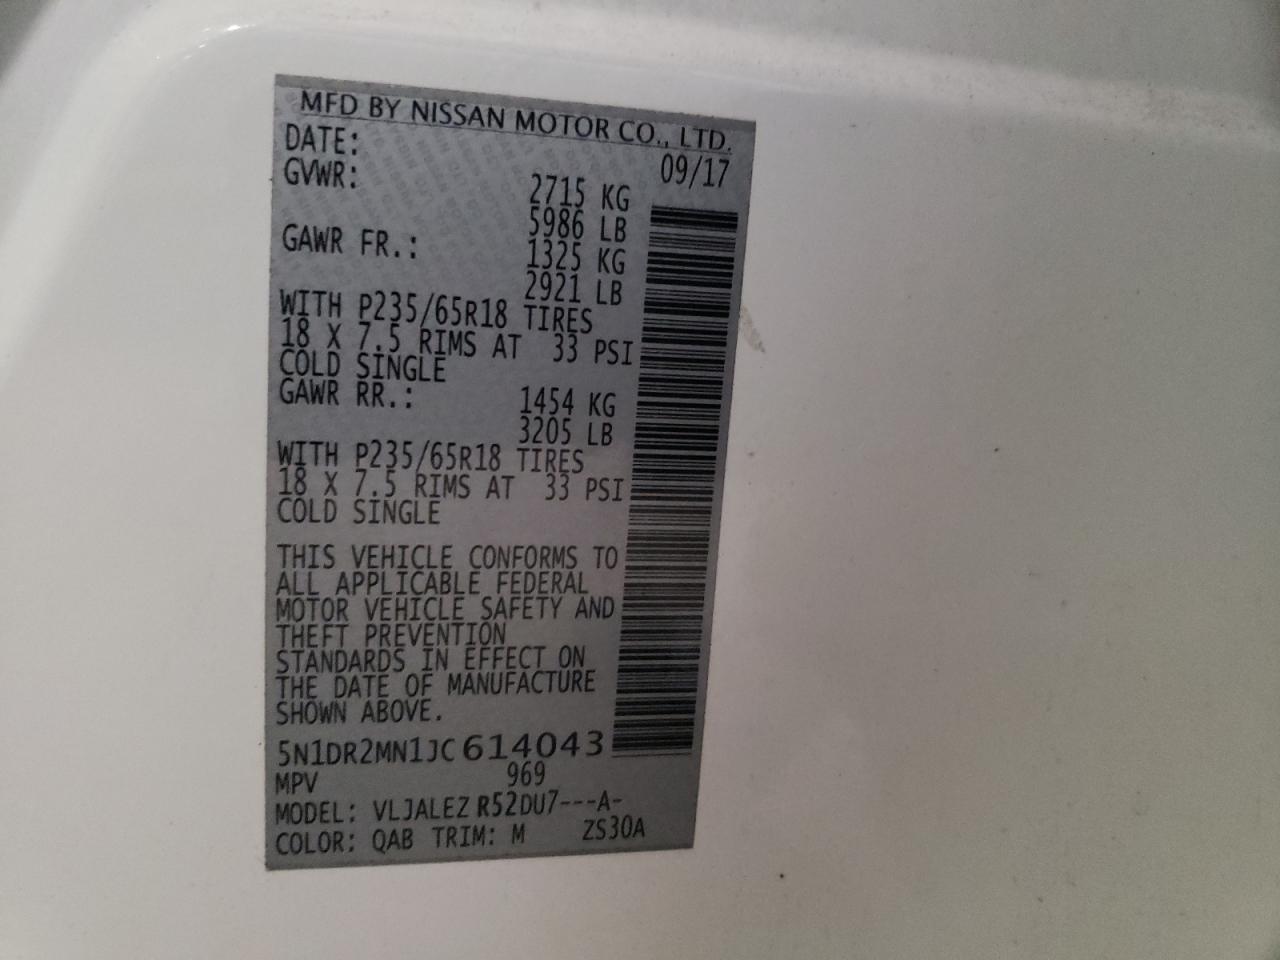 MFD BY NISSAN MOTOR CO., LTD.
DATE: 09/17
GVWR: 2715 KG
5986 LB
GAWR FR.: 1325 KG
2921 LB
WITH P235/65R18 TIRES
18 X 7.5 RIMS AT 33 PSI
COLD SINGLE
GAWR RR.: 1454 KG
3205 LB
WITH P235/65R18 TIRES
18 X 7.5 RIMS AT 33 PSI
COLD SINGLE
THIS VEHICLE CONFORMS TO
ALL APPLICABLE FEDERAL
MOTOR VEHICLE SAFETY AND
THEFT PREVENTION
STANDARDS IN EFFECT ON
THE DATE OF MANUFACTURE
SHOWN ABOVE.
5N1DR2MN1JC614043
MPV 969
MODEL: VLJALEZ R52DU7---A-
COLOR: QAB TRIM: M ZS30A